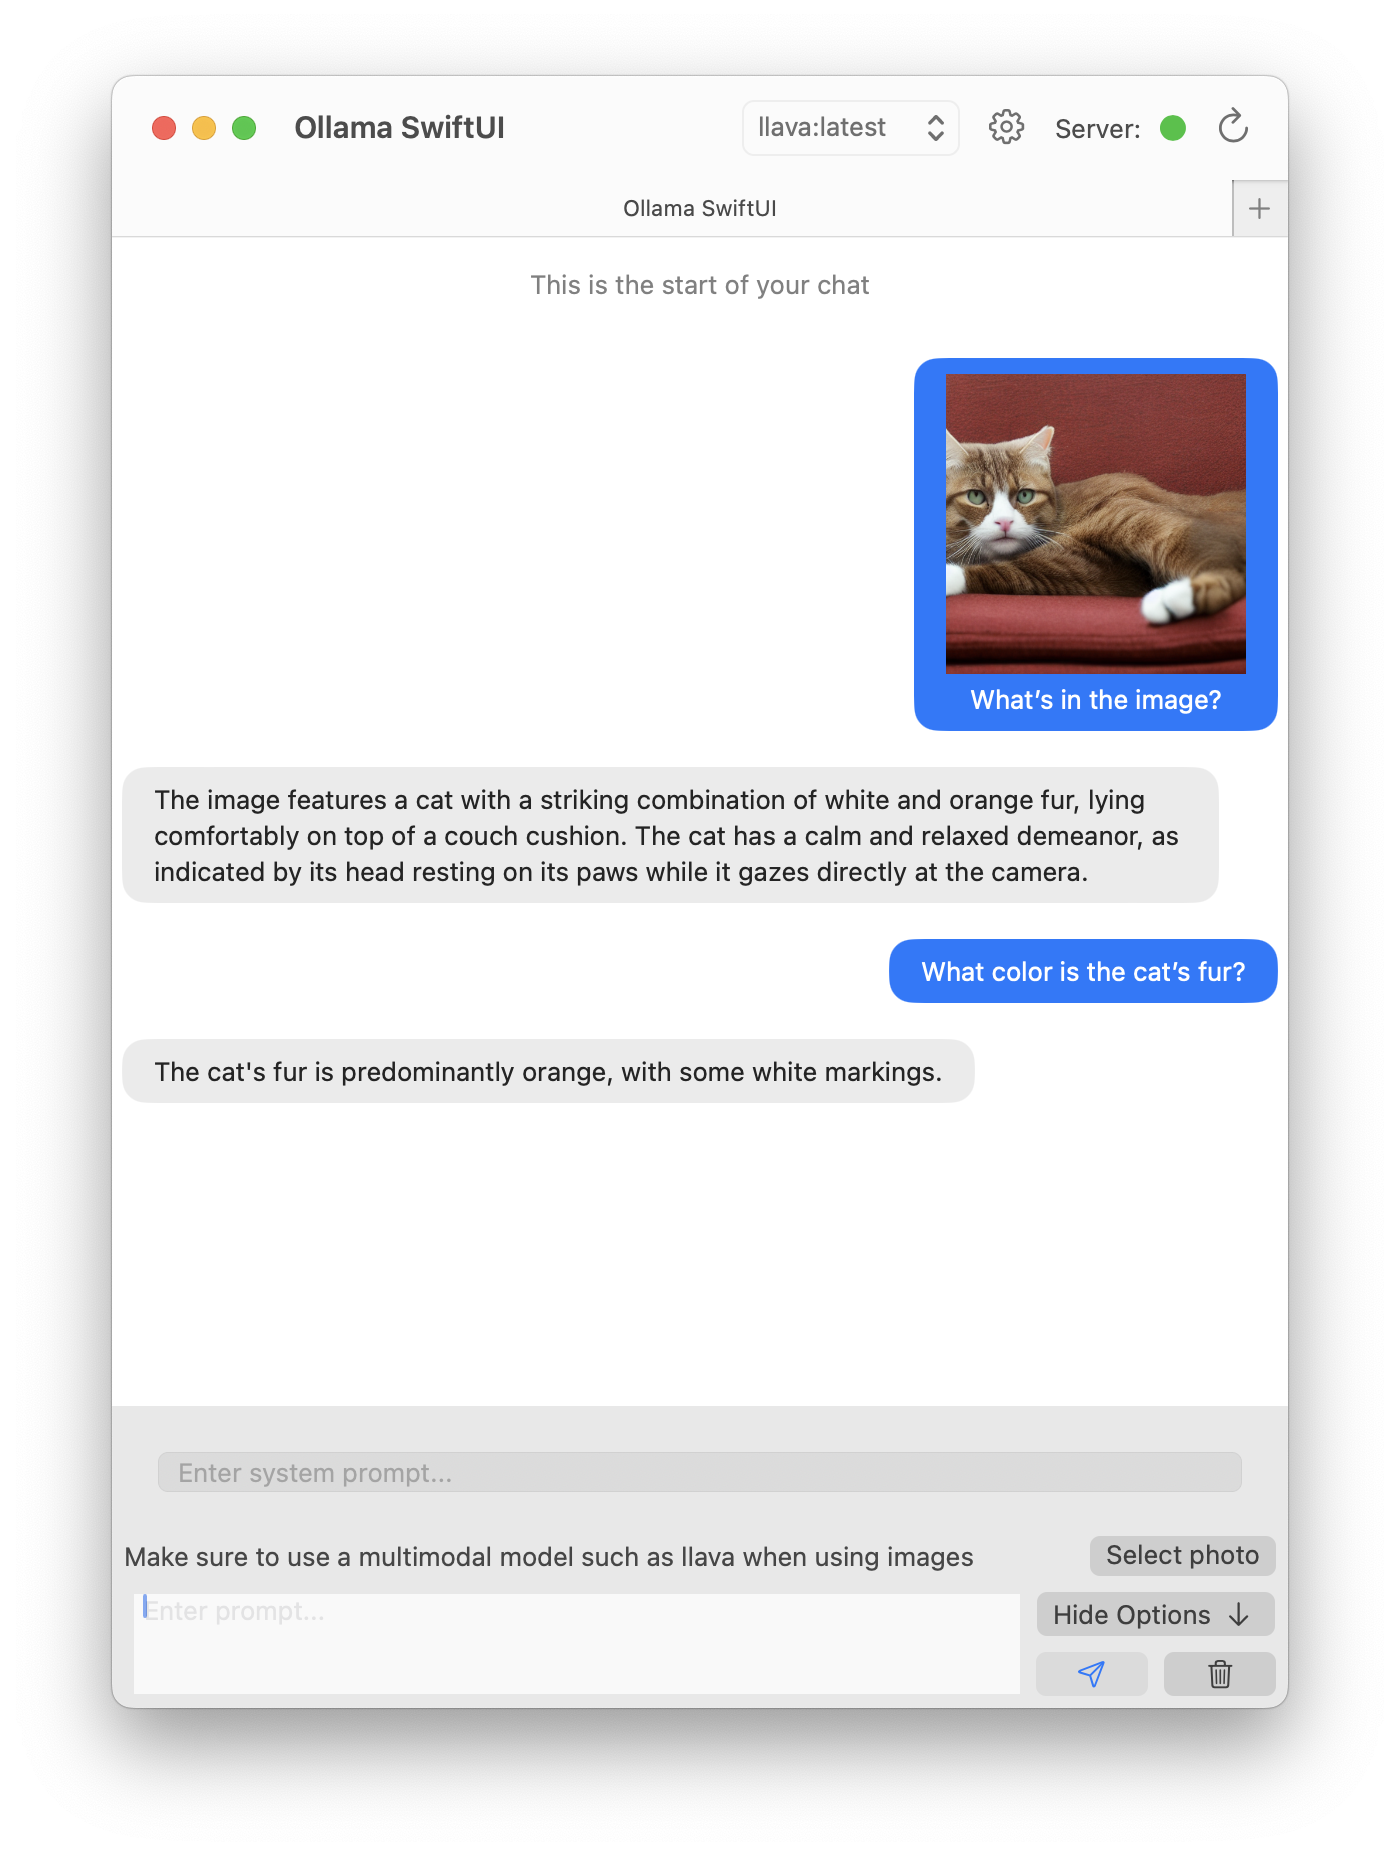 Ollama SwiftUI
llava:latest
Server:
Ollama SwiftUI
This is the start of your chat
What’s in the image?
The image features a cat with a striking combination of white and orange fur, lying
comfortably on top of a couch cushion. The cat has a calm and relaxed demeanor, as
indicated by its head resting on its paws while it gazes directly at the camera.
What color is the cat’s fur?
The cat's fur is predominantly orange, with some white markings.
Enter system prompt...
Make sure to use a multimodal model such as llava when using images
Select photo
Enter prompt...
Hide Options